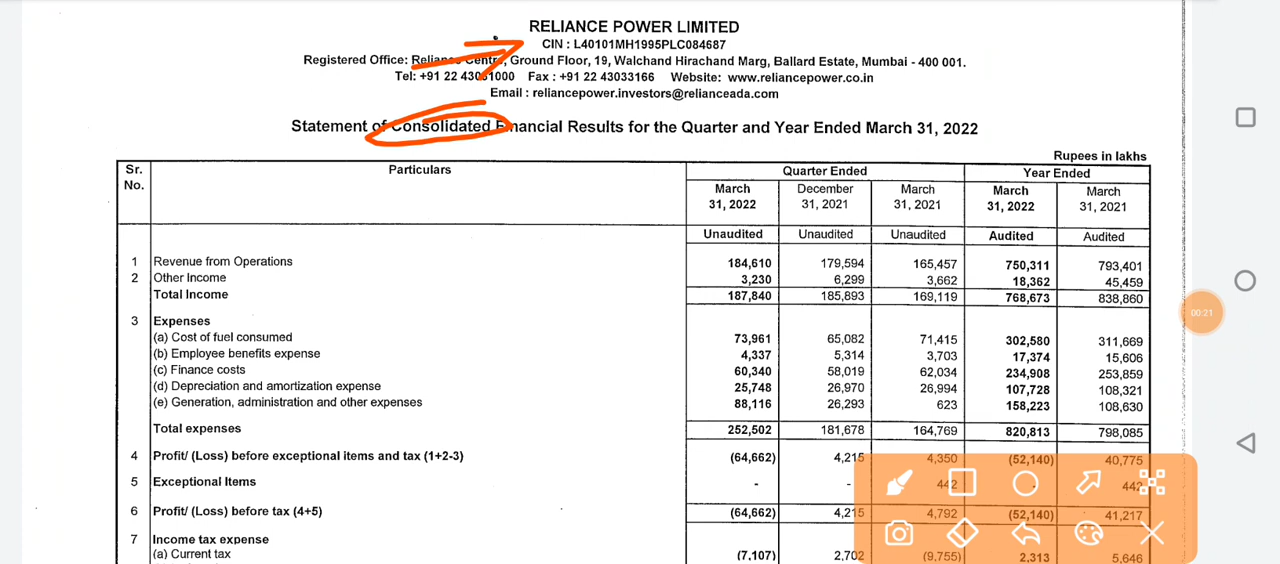 RELIANCE POWER LIMITED
CIN : L40101MH1995PLC084687
Registered Office: Reliance Centre, Ground Floor, 19, Walchand Hirachand Marg, Ballard Estate, Mumbai - 400 001.
Tel: +91 22 43031000 Fax : +91 22 43033166 Website: www.reliancepower.co.in
Email : reliancepower.investors@relianceada.com
Statement of Consolidated Financial Results for the Quarter and Year Ended March 31, 2022
Rupees in lakhs
Sr. No. Particulars Quarter Ended Year Ended
March 31, 2022 December 31, 2021 March 31, 2021 March 31, 2022 March 31, 2021
Unaudited Unaudited Unaudited Audited Audited
1 Revenue from Operations 184,610 179,594 165,457 750,311 793,401
2 Other Income 3,230 6,299 3,662 18,362 45,459
Total Income 187,840 185,893 169,119 768,673 838,860
3 Expenses
(a) Cost of fuel consumed 73,961 65,082 71,415 302,580 311,669
(b) Employee benefits expense 4,337 5,314 3,703 17,374 15,606
(c) Finance costs 60,340 58,019 62,034 234,908 253,859
(d) Depreciation and amortization expense 25,748 26,970 26,994 107,728 108,321
(e) Generation, administration and other expenses 88,116 26,293 623 158,223 108,630
Total expenses 252,502 181,678 164,769 820,813 798,085
4 Profit/ (Loss) before exceptional items and tax (1+2-3) (64,662) 4,215 4,350 (52,140) 40,775
5 Exceptional Items - - 442 - 442
6 Profit/ (Loss) before tax (4+5) (64,662) 4,215 4,792 (52,140) 41,217
7 Income tax expense
(a) Current tax (7,107) 2,702 (9,755) 2,313 5,646
00:21